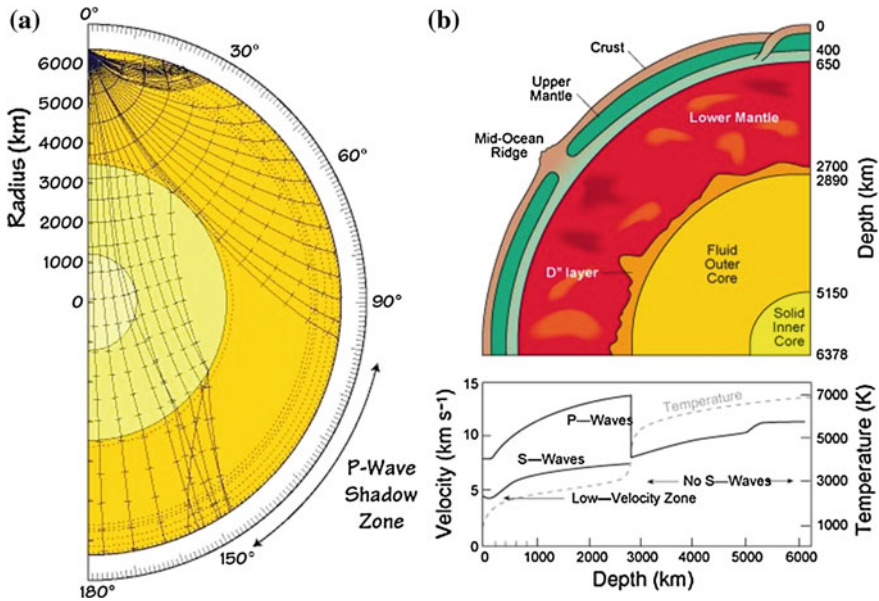 (a)
0°
30°
60°
90°
150°
180°
Radius (km)
6000
5000
4000
3000
2000
1000
0
P-Wave
Shadow
Zone
(b)
Crust
Upper
Mantle
Mid-Ocean
Ridge
Lower Mantle
D" layer
Fluid
Outer
Core
Solid
Inner
Core
0
400
650
2700
2890
5150
6378
Depth (km)
15
10
5
0
Velocity (km s⁻¹)
P—Waves
S—Waves
Temperature
No S—Waves
Low—Velocity Zone
7000
5000
3000
1000
Temperature (K)
0 1000 2000 3000 4000 5000 6000
Depth (km)